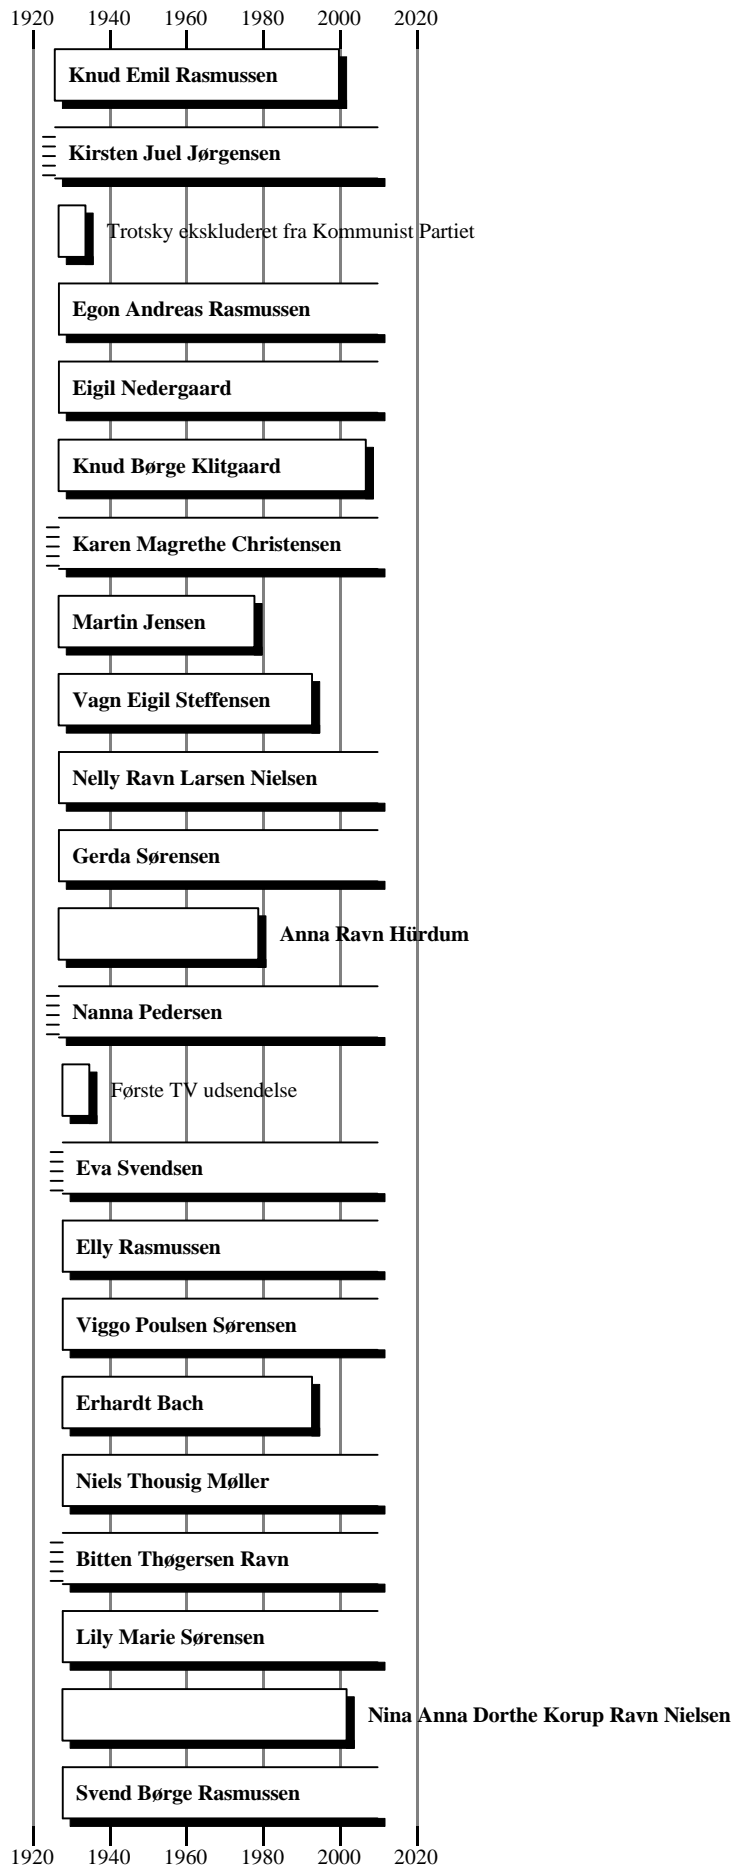 1920 1940 1960 1980 2000 2020
Knud Emil Rasmussen
Kirsten Juel Jørgensen
Trotsky ekskluderet fra Kommunist Partiet
Egon Andreas Rasmussen
Eigil Nedergaard
Knud Børge Klitgaard
Karen Magrethe Christensen
Martin Jensen
Vagn Eigil Steffensen
Nelly Ravn Larsen Nielsen
Gerda Sørensen
Anna Ravn Hürdum
Nanna Pedersen
Første TV udsendelse
Eva Svendsen
Elly Rasmussen
Viggo Poulsen Sørensen
Erhardt Bach
Niels Thousig Møller
Bitten Thøgersen Ravn
Lily Marie Sørensen
Nina Anna Dorthe Korup Ravn Nielsen
Svend Børge Rasmussen
1920 1940 1960 1980 2000 2020